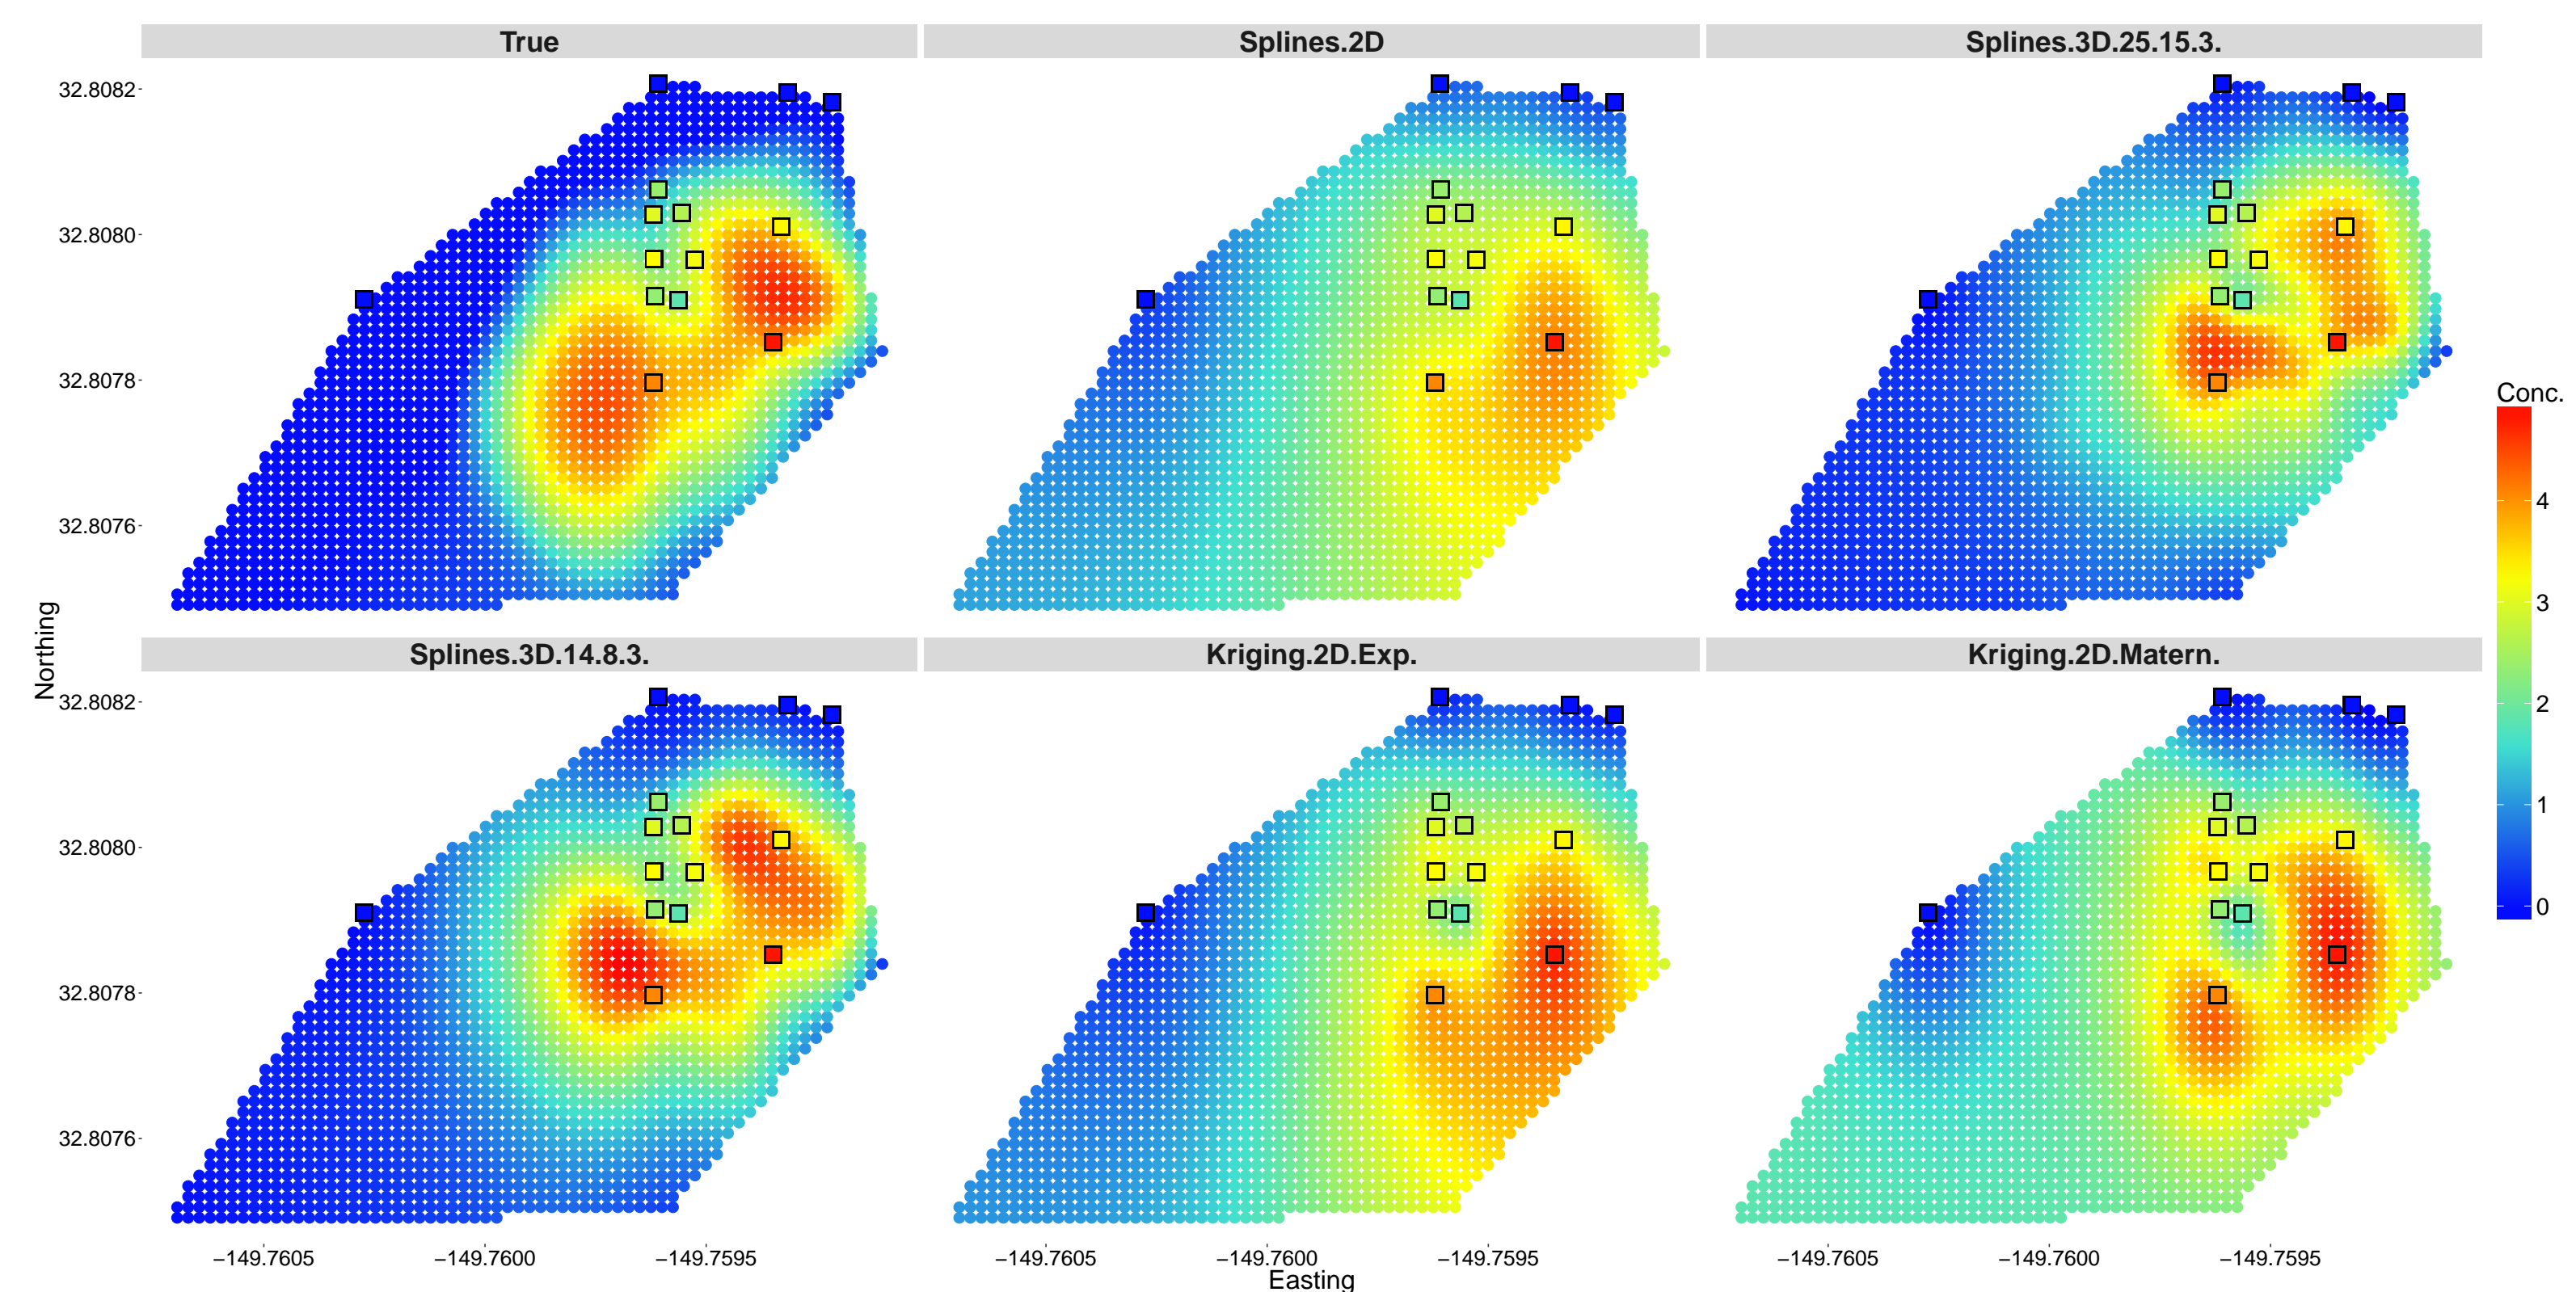 True
Splines.2D
Splines.3D.25.15.3.
32.8082
32.8080
32.8078
32.8076
Splines.3D.14.8.3.
Kriging.2D.Exp.
Kriging.2D.Matern.
32.8082
32.8080
32.8078
32.8076
Northing
−149.7605
−149.7600
−149.7595
−149.7605
−149.7600
−149.7595
−149.7605
−149.7600
−149.7595
Easting
Conc.
4
3
2
1
0